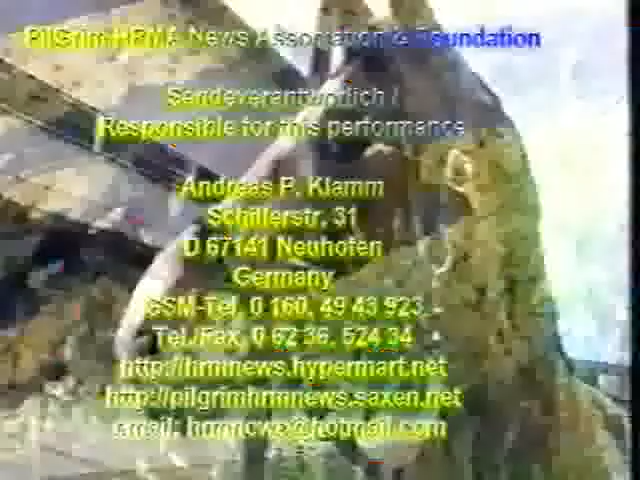 PilGrim HRMA News Association & Foundation
Sendeverantwortlich /
Responsible for this performance
Andreas P. Klamm
Schillerstr. 31
D 67141 Neuhofen
Germany
GSM-Tel. 0 160. 49 43 923
Tel./Fax. 0 62 36. 524 34
http://hrmnews.hypermart.net
http://pilgrimhrmnews.saxen.net
email: hrmnews@hotmail.com